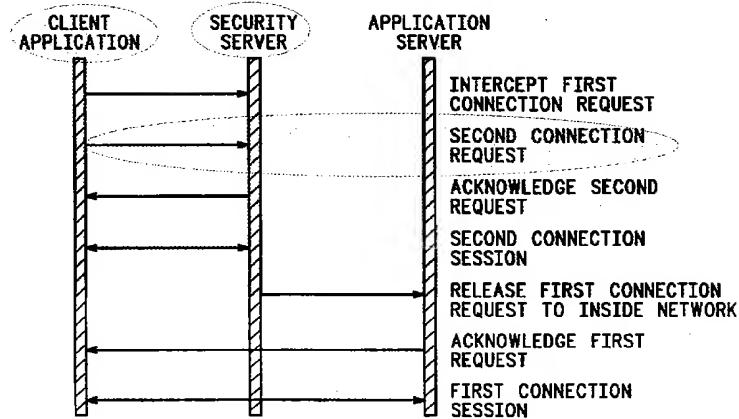 CLIENT
APPLICATION
SECURITY
SERVER
APPLICATION
SERVER
INTERCEPT FIRST
CONNECTION REQUEST
SECOND CONNECTION
REQUEST
ACKNOWLEDGE SECOND
REQUEST
SECOND CONNECTION
SESSION
RELEASE FIRST CONNECTION
REQUEST TO INSIDE NETWORK
ACKNOWLEDGE FIRST
REQUEST
FIRST CONNECTION
SESSION